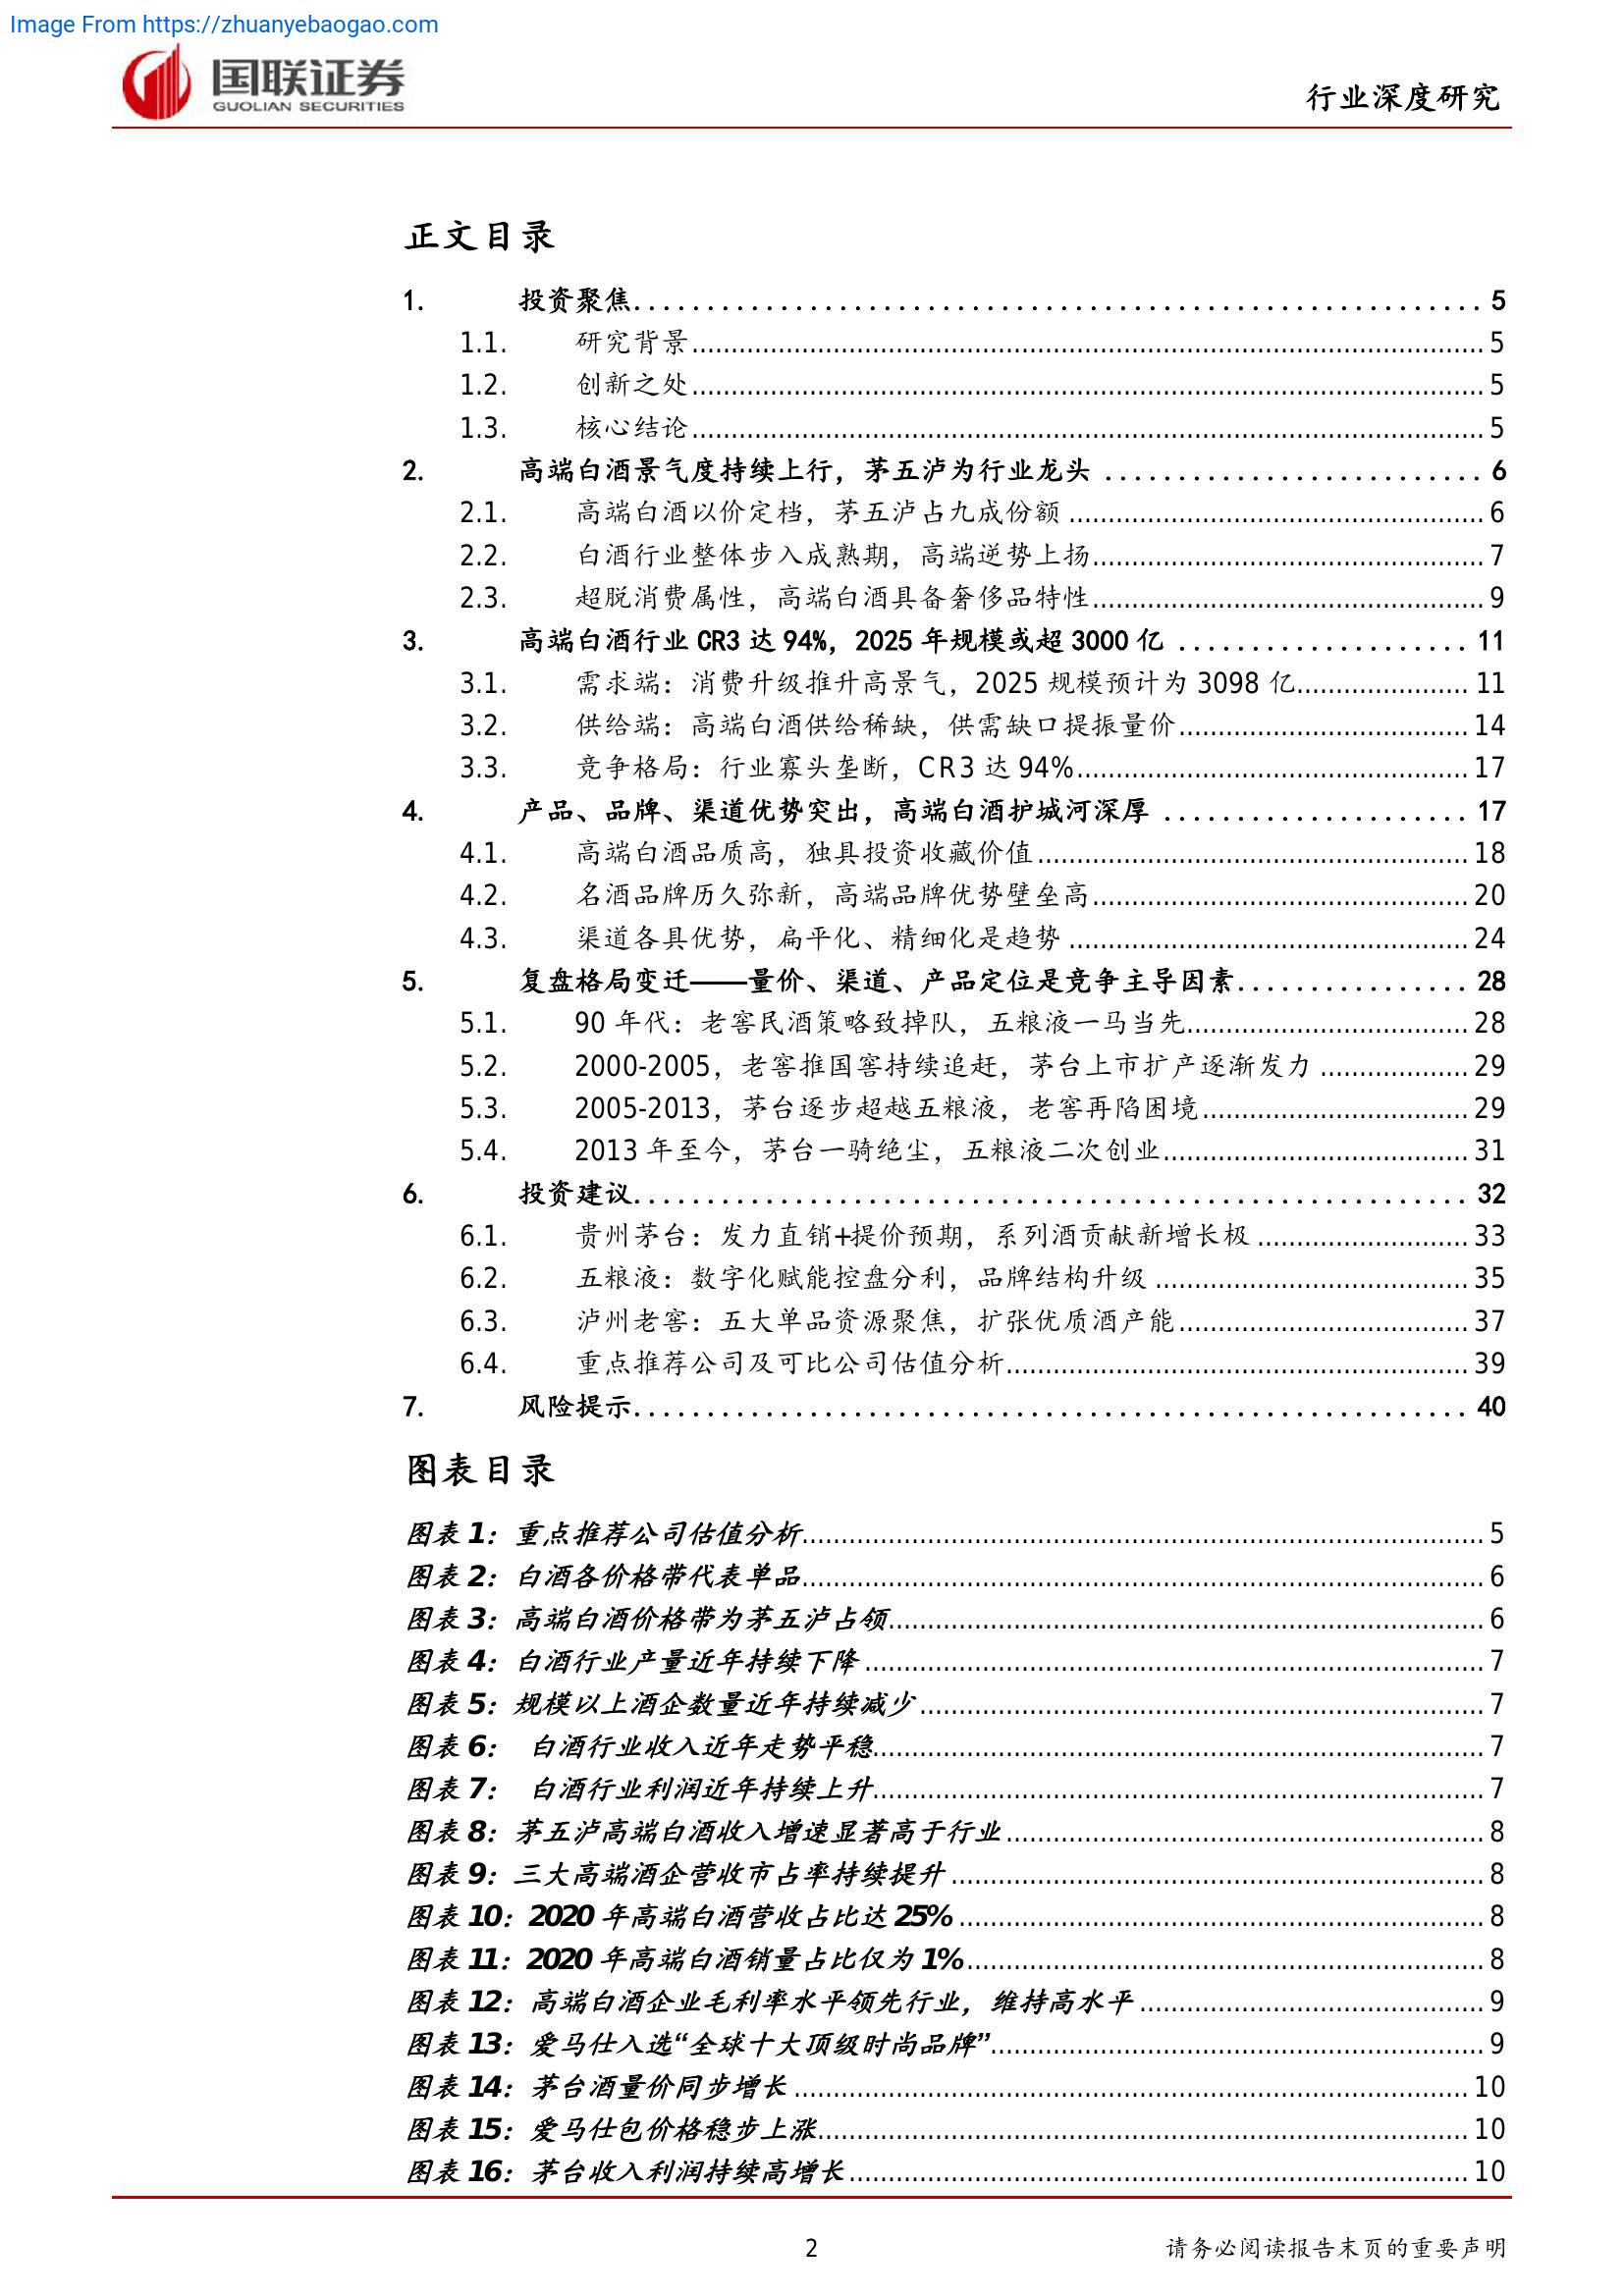 Image From https://zhuanyebaogao.com
国联证券
GUOLIAN SECURITIES
行业深度研究
正文目录
1. 投资聚焦........................................................ 5
1.1. 研究背景........................................................ 5
1.2. 创新之处........................................................ 5
1.3. 核心结论........................................................ 5
2. 高端白酒景气度持续上行，茅五泸为行业龙头 .......................... 6
2.1. 高端白酒以价定档，茅五泸占九成份额 .......................... 6
2.2. 白酒行业整体步入成熟期，高端逆势上扬.......................... 7
2.3. 超脱消费属性，高端白酒具备奢侈品特性.......................... 9
3. 高端白酒行业 CR3 达 94%，2025 年规模或超 3000 亿 .................... 11
3.1. 需求端：消费升级推升高景气，2025 规模预计为 3098 亿.................... 11
3.2. 供给端：高端白酒供给稀缺，供需缺口提振量价.................... 14
3.3. 竞争格局：行业寡头垄断，CR3 达 94%.................... 17
4. 产品、品牌、渠道优势突出，高端白酒护城河深厚 ..................... 17
4.1. 高端白酒品质高，独具投资收藏价值.................... 18
4.2. 名酒品牌历久弥新，高端品牌优势壁垒高.................... 20
4.3. 渠道各具优势，扁平化、精细化是趋势 .................... 24
5. 复盘格局变迁——量价、渠道、产品定位是竞争主导因素................ 28
5.1. 90 年代：老窖民酒策略致掉队，五粮液一马当先.................... 28
5.2. 2000-2005，老窖推国窖持续追赶，茅台上市扩产逐渐发力 .................... 29
5.3. 2005-2013，茅台逐步超越五粮液，老窖再陷困境.................... 29
5.4. 2013 年至今，茅台一骑绝尘，五粮液二次创业.................... 31
6. 投资建议........................................................ 32
6.1. 贵州茅台：发力直销+提价预期，系列酒贡献新增长极 .................... 33
6.2. 五粮液：数字化赋能控盘分利，品牌结构升级 .................... 35
6.3. 泸州老窖：五大单品资源聚焦，扩张优质酒产能.................... 37
6.4. 重点推荐公司及可比公司估值分析.................... 39
7. 风险提示........................................................ 40
图表目录
图表 1：重点推荐公司估值分析.................... 5
图表 2：白酒各价格带代表单品.................... 6
图表 3：高端白酒价格带为茅五泸占领.................... 6
图表 4：白酒行业产量近年持续下降 .................... 7
图表 5：规模以上酒企数量近年持续减少 .................... 7
图表 6： 白酒行业收入近年走势平稳.................... 7
图表 7： 白酒行业利润近年持续上升.................... 7
图表 8：茅五泸高端白酒收入增速显著高于行业 .................... 8
图表 9：三大高端酒企营收市占率持续提升 .................... 8
图表 10：2020 年高端白酒营收占比达 25% .................... 8
图表 11：2020 年高端白酒销量占比仅为 1%.................... 8
图表 12：高端白酒企业毛利率水平领先行业，维持高水平 .................... 9
图表 13：爱马仕入选“全球十大顶级时尚品牌”.................... 9
图表 14：茅台酒量价同步增长 .................... 10
图表 15：爱马仕包价格稳步上涨.................... 10
图表 16：茅台收入利润持续高增长 .................... 10
2 请务必阅读报告末页的重要声明